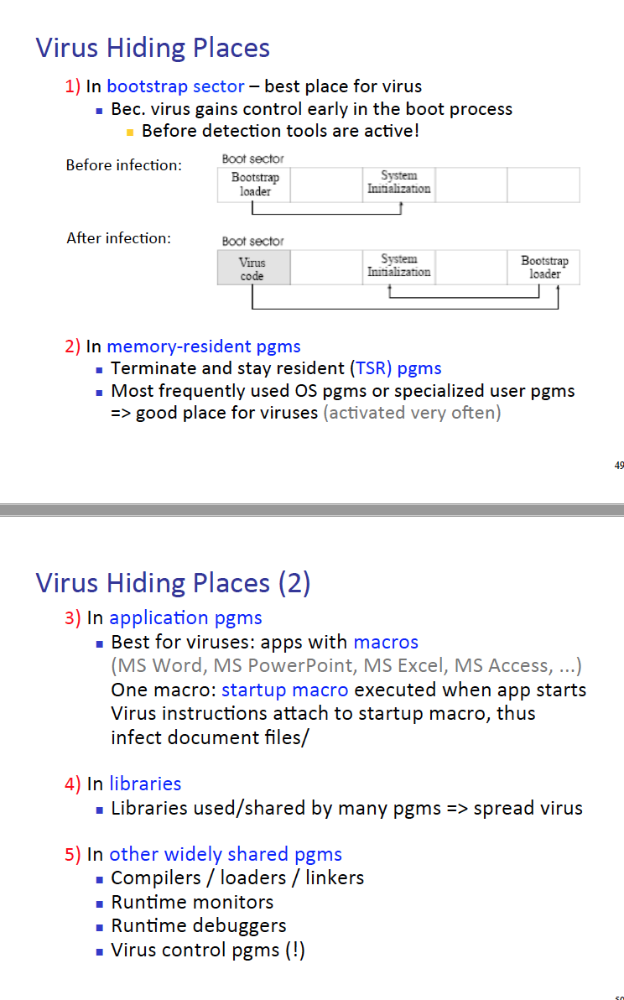 Virus Hiding Places
1) In bootstrap sector – best place for virus
▪ Bec. virus gains control early in the boot process
▪ Before detection tools are active!
Before infection:
Boot sector
Bootstrap
loader
System
Initialization
After infection:
Boot sector
Virus
code
System
Initialization
Bootstrap
loader
2) In memory-resident pgms
▪ Terminate and stay resident (TSR) pgms
▪ Most frequently used OS pgms or specialized user pgms
=> good place for viruses (activated very often)
49
Virus Hiding Places (2)
3) In application pgms
▪ Best for viruses: apps with macros
(MS Word, MS PowerPoint, MS Excel, MS Access, ...)
One macro: startup macro executed when app starts
Virus instructions attach to startup macro, thus
infect document files/
4) In libraries
▪ Libraries used/shared by many pgms => spread virus
5) In other widely shared pgms
▪ Compilers / loaders / linkers
▪ Runtime monitors
▪ Runtime debuggers
▪ Virus control pgms (!)